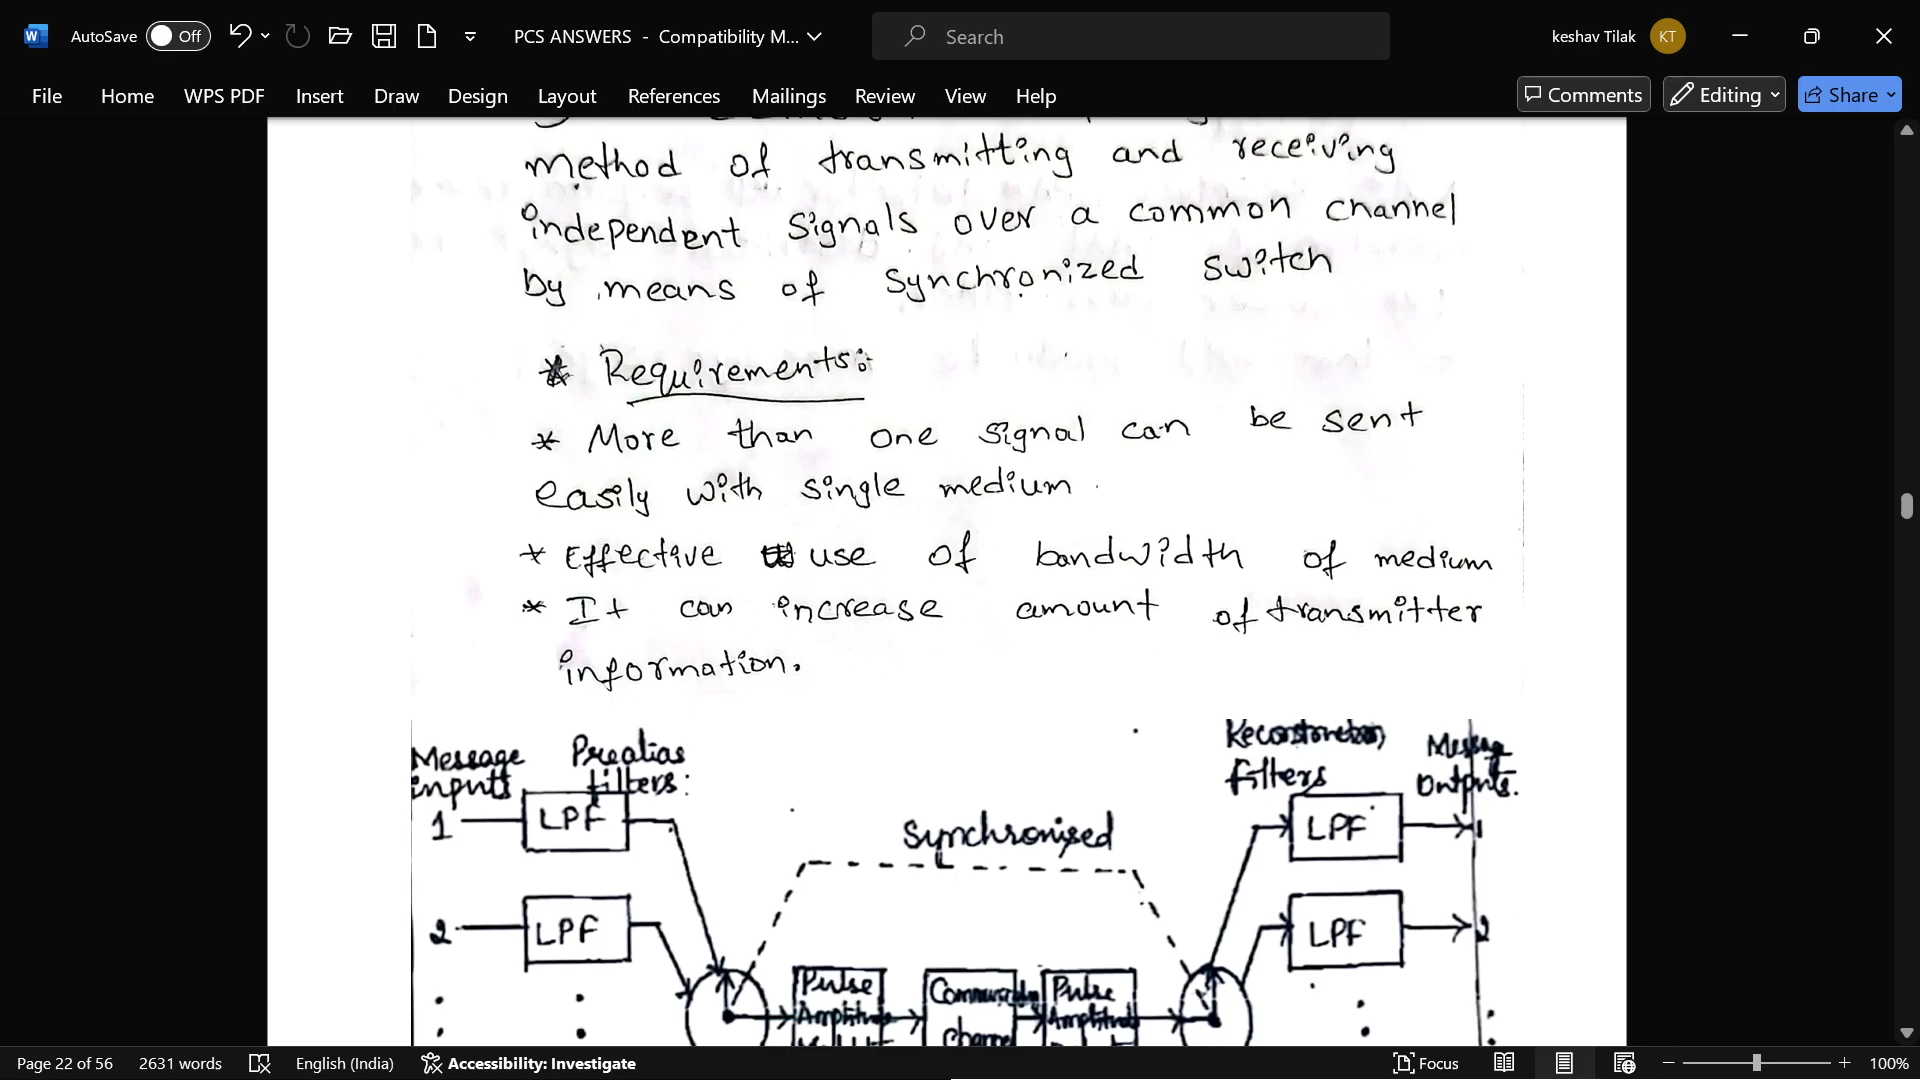 AutoSave Off PCS ANSWERS - Compatibility M... Search keshav Tilak KT
File Home WPS PDF Insert Draw Design Layout References Mailings Review View Help Comments Editing Share
method of transmitting and receiving
independent signals over a common channel
by means of synchronized switch
* Requirements:
* More than one signal can be sent
easily with single medium.
* Effective use of bandwidth of medium
* It can increase amount of transmitter
information.
Message Prealias Message
inputs filters: filters outputs.
1 LPF Synchronised LPF 1
2 LPF LPF 2
Pulse Pulse
Amplitude
Page 22 of 56 2631 words English (India) Accessibility: Investigate Focus 100%